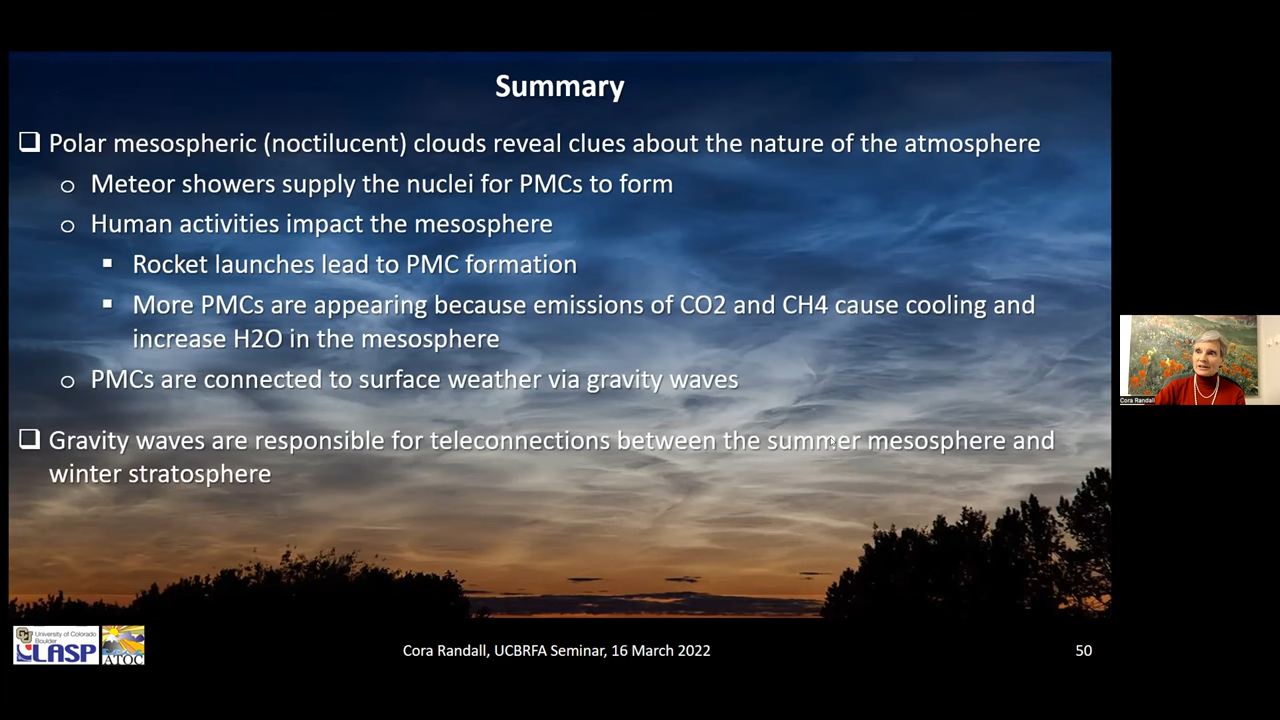 Summary
❑ Polar mesospheric (noctilucent) clouds reveal clues about the nature of the atmosphere
o Meteor showers supply the nuclei for PMCs to form
o Human activities impact the mesosphere
▪ Rocket launches lead to PMC formation
▪ More PMCs are appearing because emissions of CO2 and CH4 cause cooling and
increase H2O in the mesosphere
o PMCs are connected to surface weather via gravity waves
❑ Gravity waves are responsible for teleconnections between the summer mesosphere and
winter stratosphere
Cora Randall
University of Colorado
Boulder
LASP
ATOC
Cora Randall, UCBRFA Seminar, 16 March 2022
50